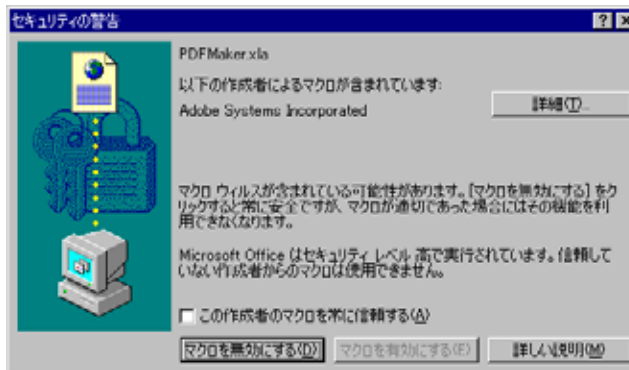 セキュリティの警告
PDFMaker.xla
以下の作成者によるマクロが含まれています:
Adobe Systems Incorporated
詳細(T)...
マクロ ウィルスが含まれている可能性があります。[マクロを無効にする] をク
リックすると常に安全ですが、マクロが適切であった場合にはその機能を利
用できなくなります。
Microsoft Office はセキュリティ レベル 高で実行されています。信頼して
いない作成者からのマクロは使用できません。
この作成者のマクロを常に信頼する(A)
マクロを無効にする(D)
マクロを有効にする(E)
詳しい説明(M)